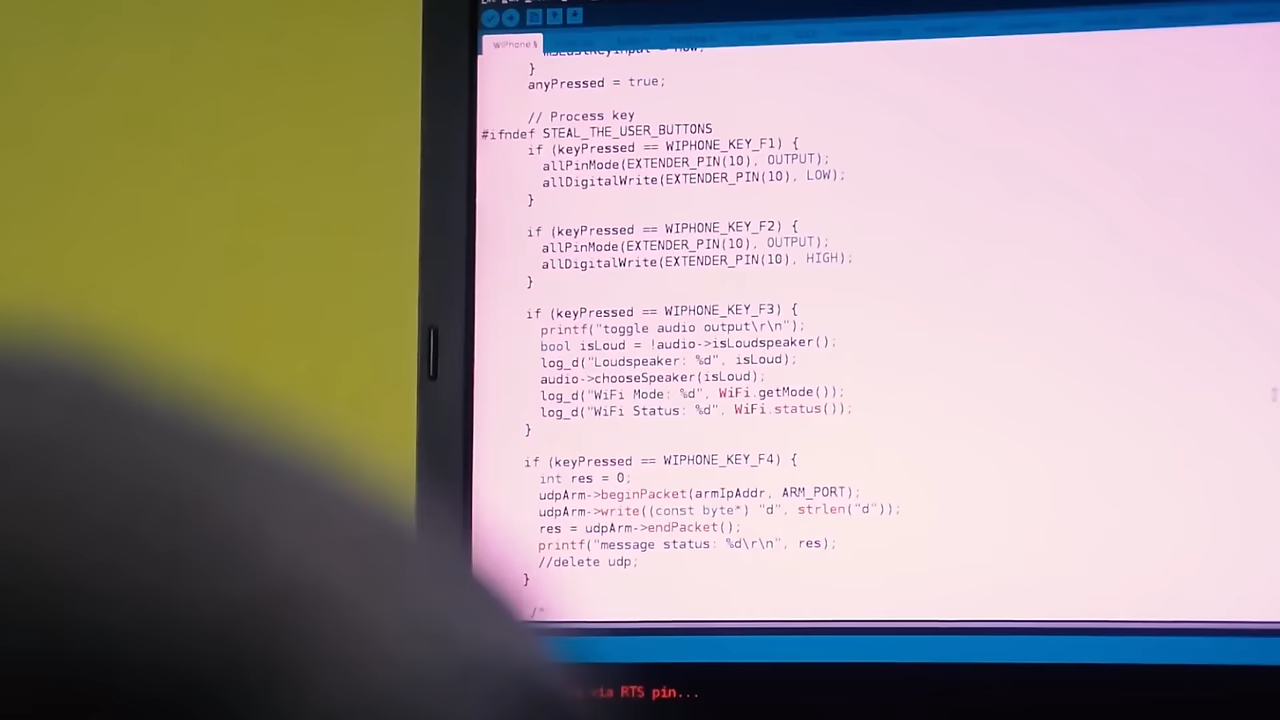 WiPhone §
}
anyPressed = true;
// Process key
#ifndef STEAL_THE_USER_BUTTONS
if (keyPressed == WIPHONE_KEY_F1) {
allPinMode(EXTENDER_PIN(10), OUTPUT);
allDigitalWrite(EXTENDER_PIN(10), LOW);
}
if (keyPressed == WIPHONE_KEY_F2) {
allPinMode(EXTENDER_PIN(10), OUTPUT);
allDigitalWrite(EXTENDER_PIN(10), HIGH);
}
if (keyPressed == WIPHONE_KEY_F3) {
printf("toggle audio output\r\n");
bool isLoud = !audio->isLoudspeaker();
log_d("Loudspeaker: %d", isLoud);
audio->chooseSpeaker(isLoud);
log_d("WiFi Mode: %d", WiFi.getMode());
log_d("WiFi Status: %d", WiFi.status());
}
if (keyPressed == WIPHONE_KEY_F4) {
int res = 0;
udpArm->beginPacket(armIpAddr, ARM_PORT);
udpArm->write((const byte*) "d", strlen("d"));
res = udpArm->endPacket();
printf("message status: %d\r\n", res);
//delete udp;
}
/*
via RTS pin...